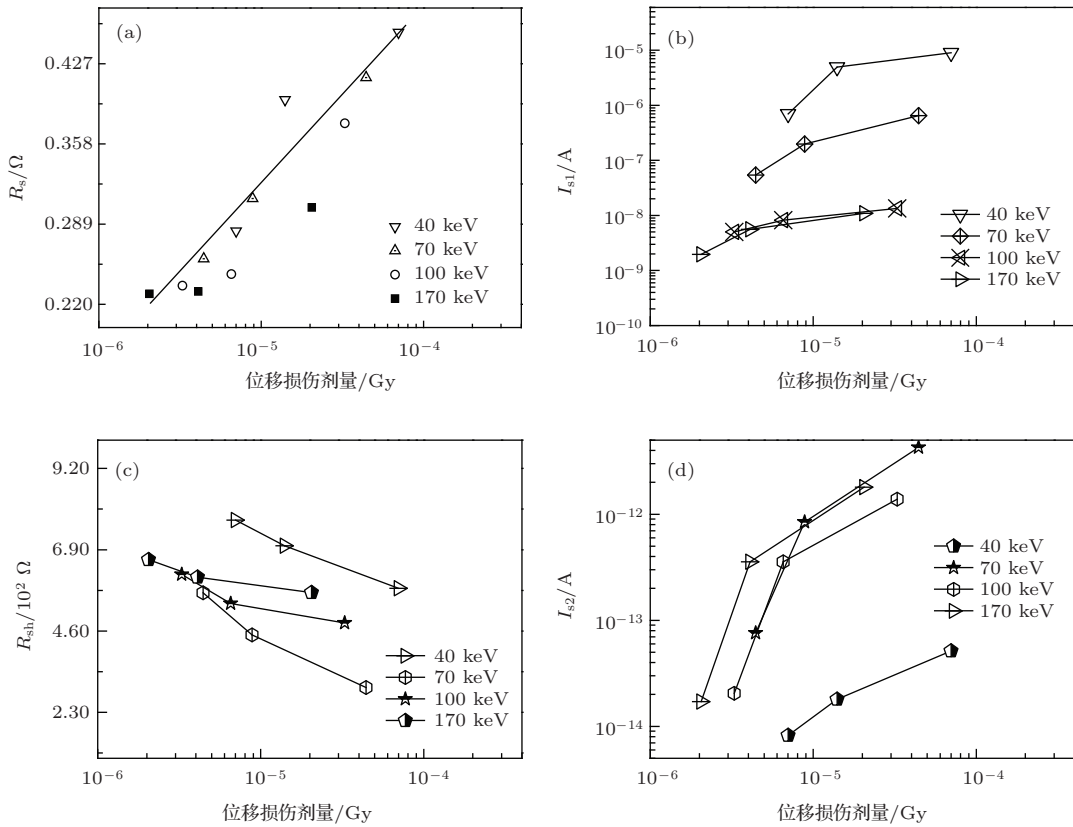 (a)
0.427
0.358
0.289
0.220
R_s/Ω
40 keV
70 keV
100 keV
170 keV
10^{-6}
10^{-5}
10^{-4}
位移损伤剂量/Gy
(b)
10^{-5}
10^{-6}
10^{-7}
10^{-8}
10^{-9}
10^{-10}
I_{s1}/A
40 keV
70 keV
100 keV
170 keV
10^{-6}
10^{-5}
10^{-4}
位移损伤剂量/Gy
(c)
9.20
6.90
4.60
2.30
R_{sh}/10^2 Ω
40 keV
70 keV
100 keV
170 keV
10^{-6}
10^{-5}
10^{-4}
位移损伤剂量/Gy
(d)
10^{-12}
10^{-13}
10^{-14}
I_{s2}/A
40 keV
70 keV
100 keV
170 keV
10^{-6}
10^{-5}
10^{-4}
位移损伤剂量/Gy